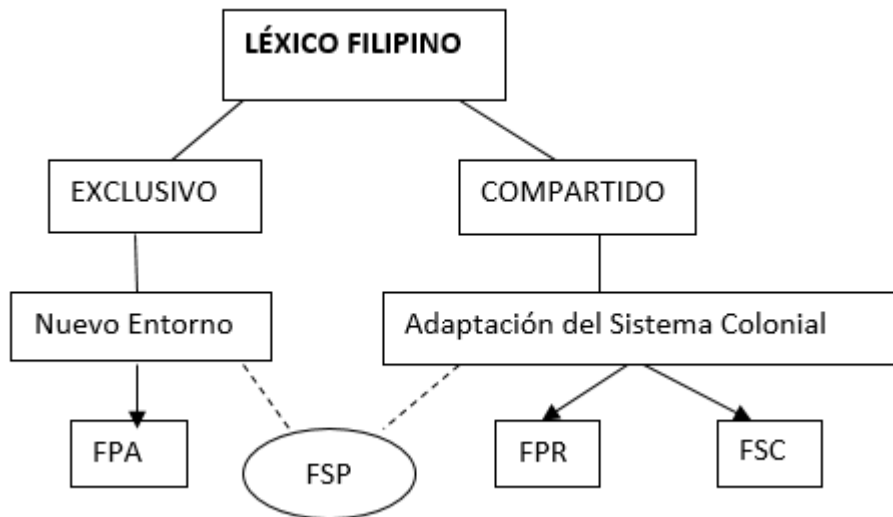 LÉXICO FILIPINO
EXCLUSIVO
COMPARTIDO
Nuevo Entorno
Adaptación del Sistema Colonial
FPA
FSP
FPR
FSC